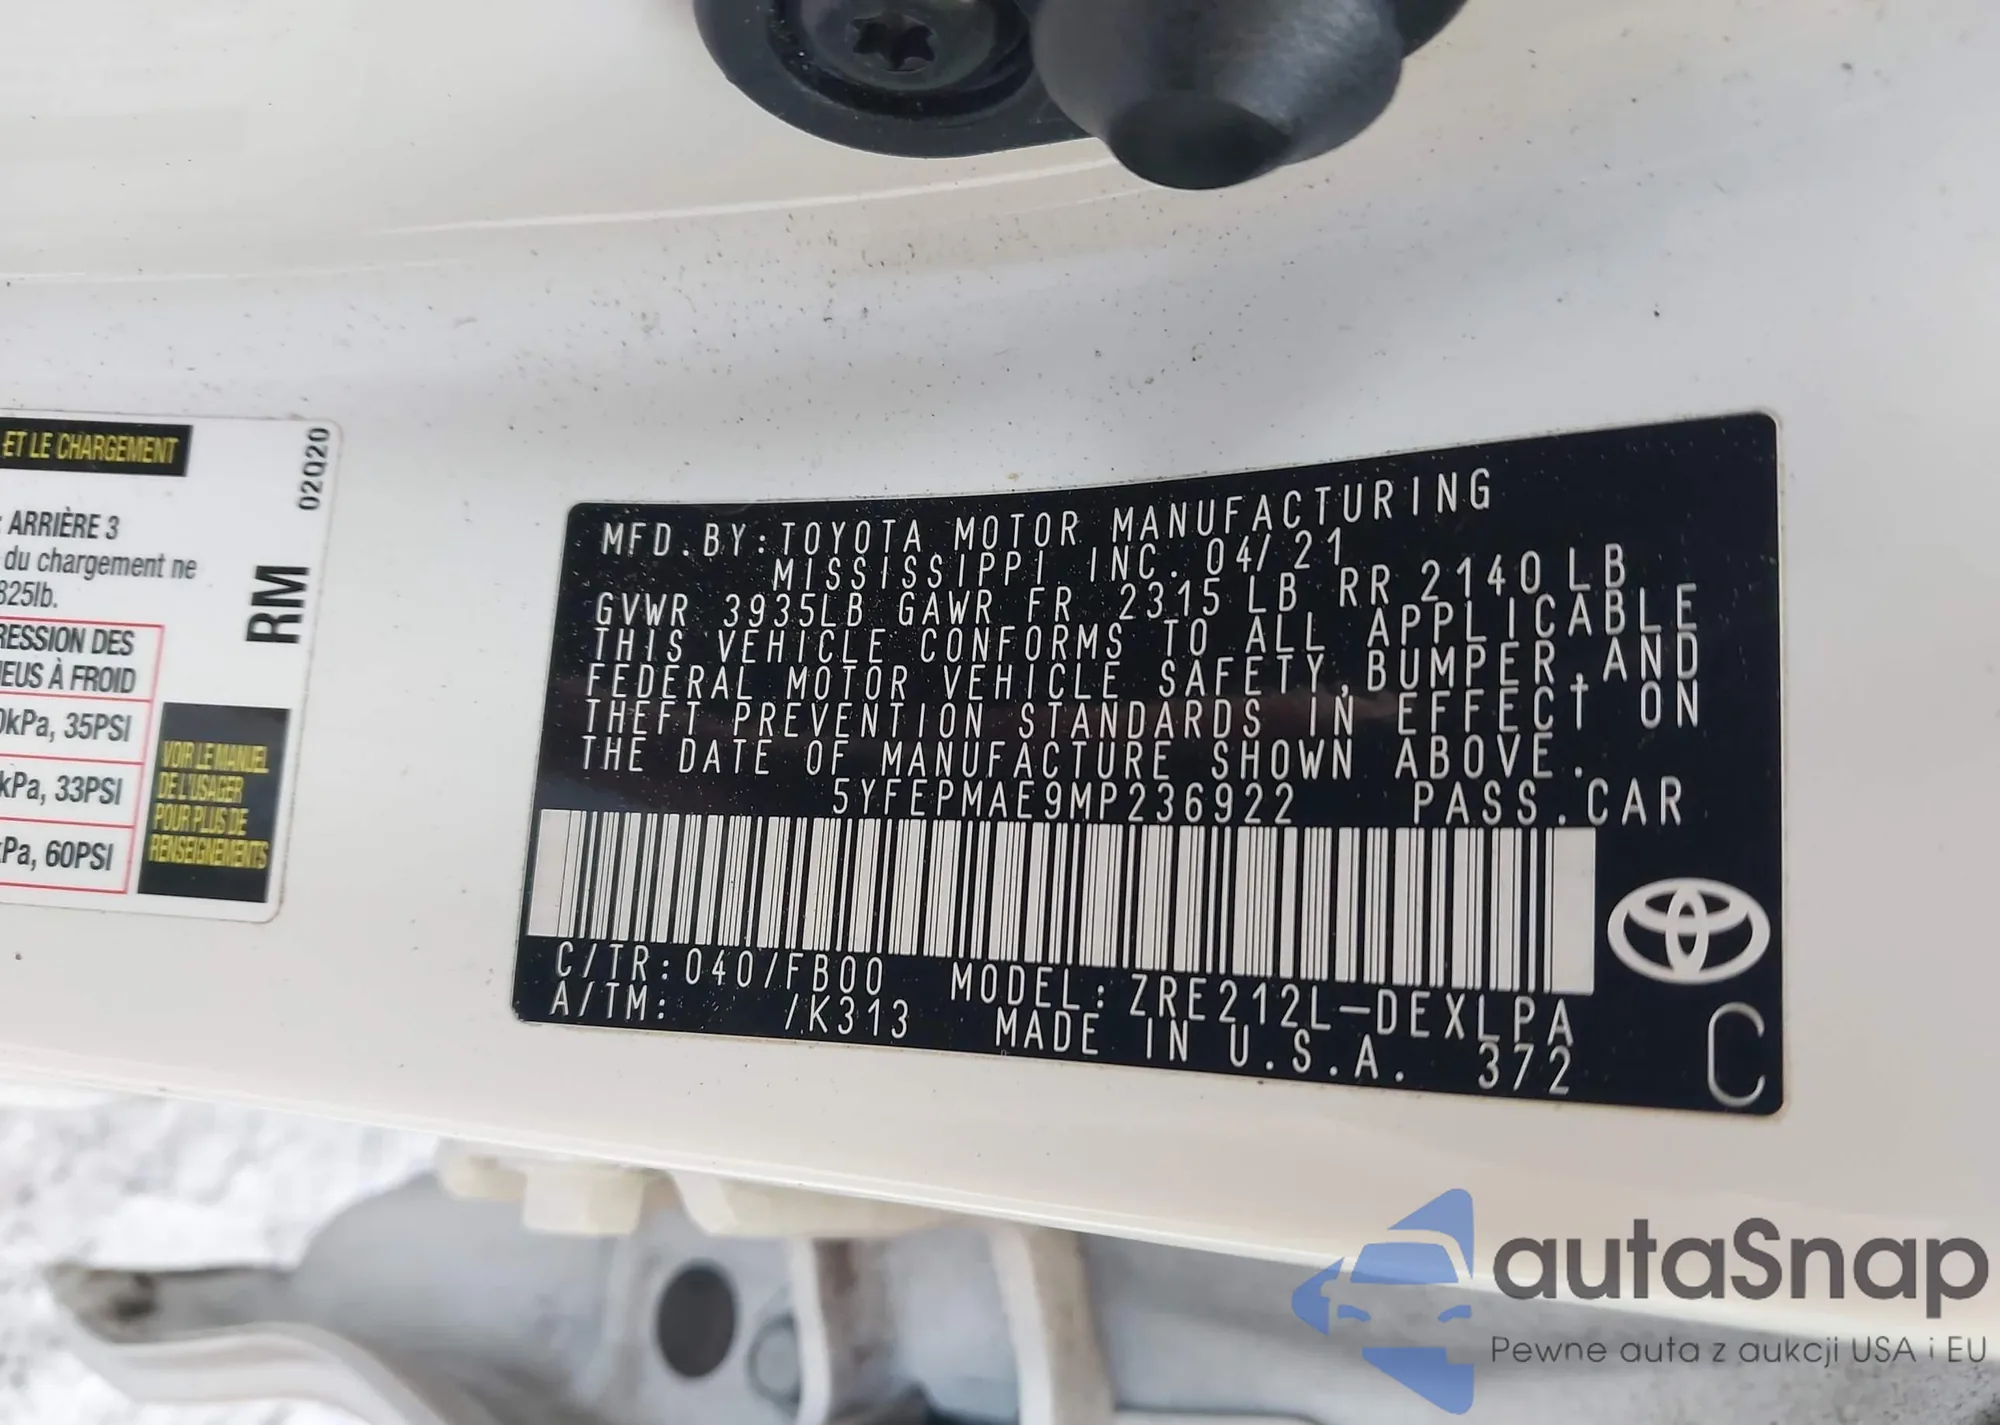 ET LE CHARGEMENT
02Q20
: ARRIÈRE 3
du chargement ne
825lb.
RM
RESSION DES
NEUS À FROID
0kPa, 35PSI
kPa, 33PSI
kPa, 60PSI
VOIR LE MANUEL
DE L'USAGER
POUR PLUS DE
RENSEIGNEMENTS
MFD.BY:TOYOTA MOTOR MANUFACTURING
MISSISSIPPI INC. 04/21
GVWR 3935LB GAWR FR 2315 LB RR 2140 LB
THIS VEHICLE CONFORMS TO ALL APPLICABLE
FEDERAL MOTOR VEHICLE SAFETY,BUMPER,AND
THEFT PREVENTION STANDARDS IN EFFECT ON
THE DATE OF MANUFACTURE SHOWN ABOVE.
5YFEPMAE9MP236922 PASS.CAR
C/TR:040/FB00 MODEL:ZRE212L-DEXLPA
A/TM: /K313 MADE IN U.S.A. 372
C
autaSnap
Pewne auta z aukcji USA i EU